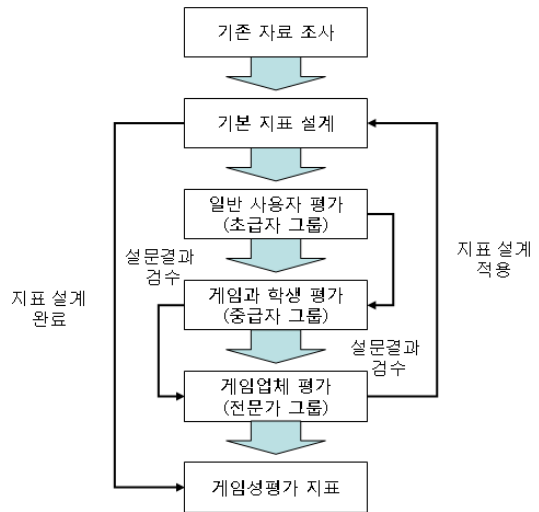 기존 자료 조사
기본 지표 설계
일반 사용자 평가
(초급자 그룹)
설문결과
검수
지표 설계
적용
지표 설계
완료
게임과 학생 평가
(중급자 그룹)
설문결과
검수
게임업체 평가
(전문가 그룹)
게임성평가 지표